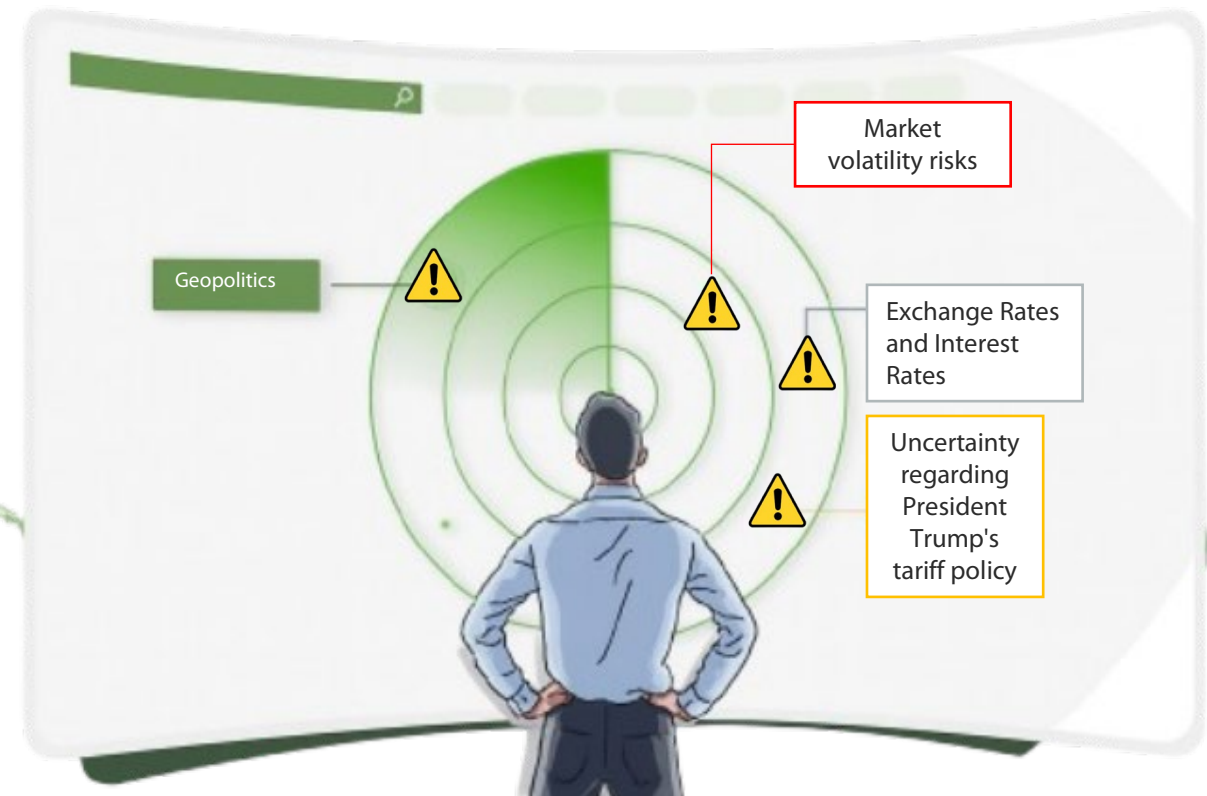 Market
volatility risks
Geopolitics
Exchange Rates
and Interest
Rates
Uncertainty
regarding
President
Trump's
tariff policy